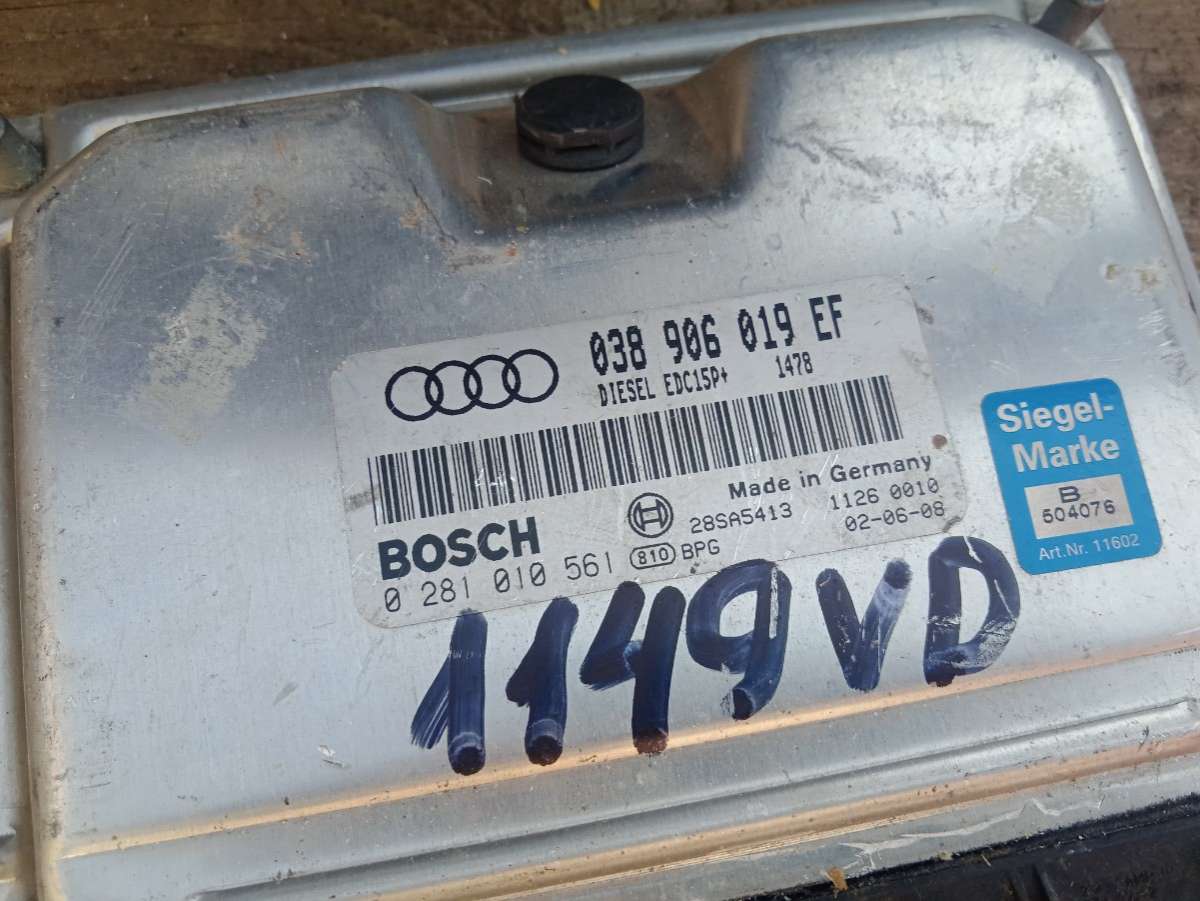 038 906 019 EF
DIESEL EDC15P+ 1478
Made in Germany
BOSCH
28SA5413
1126 0010
02-06-08
0 281 010 561
810 BPG
Siegel-
Marke
B
604076
Art.Nr. 11602
1149VD